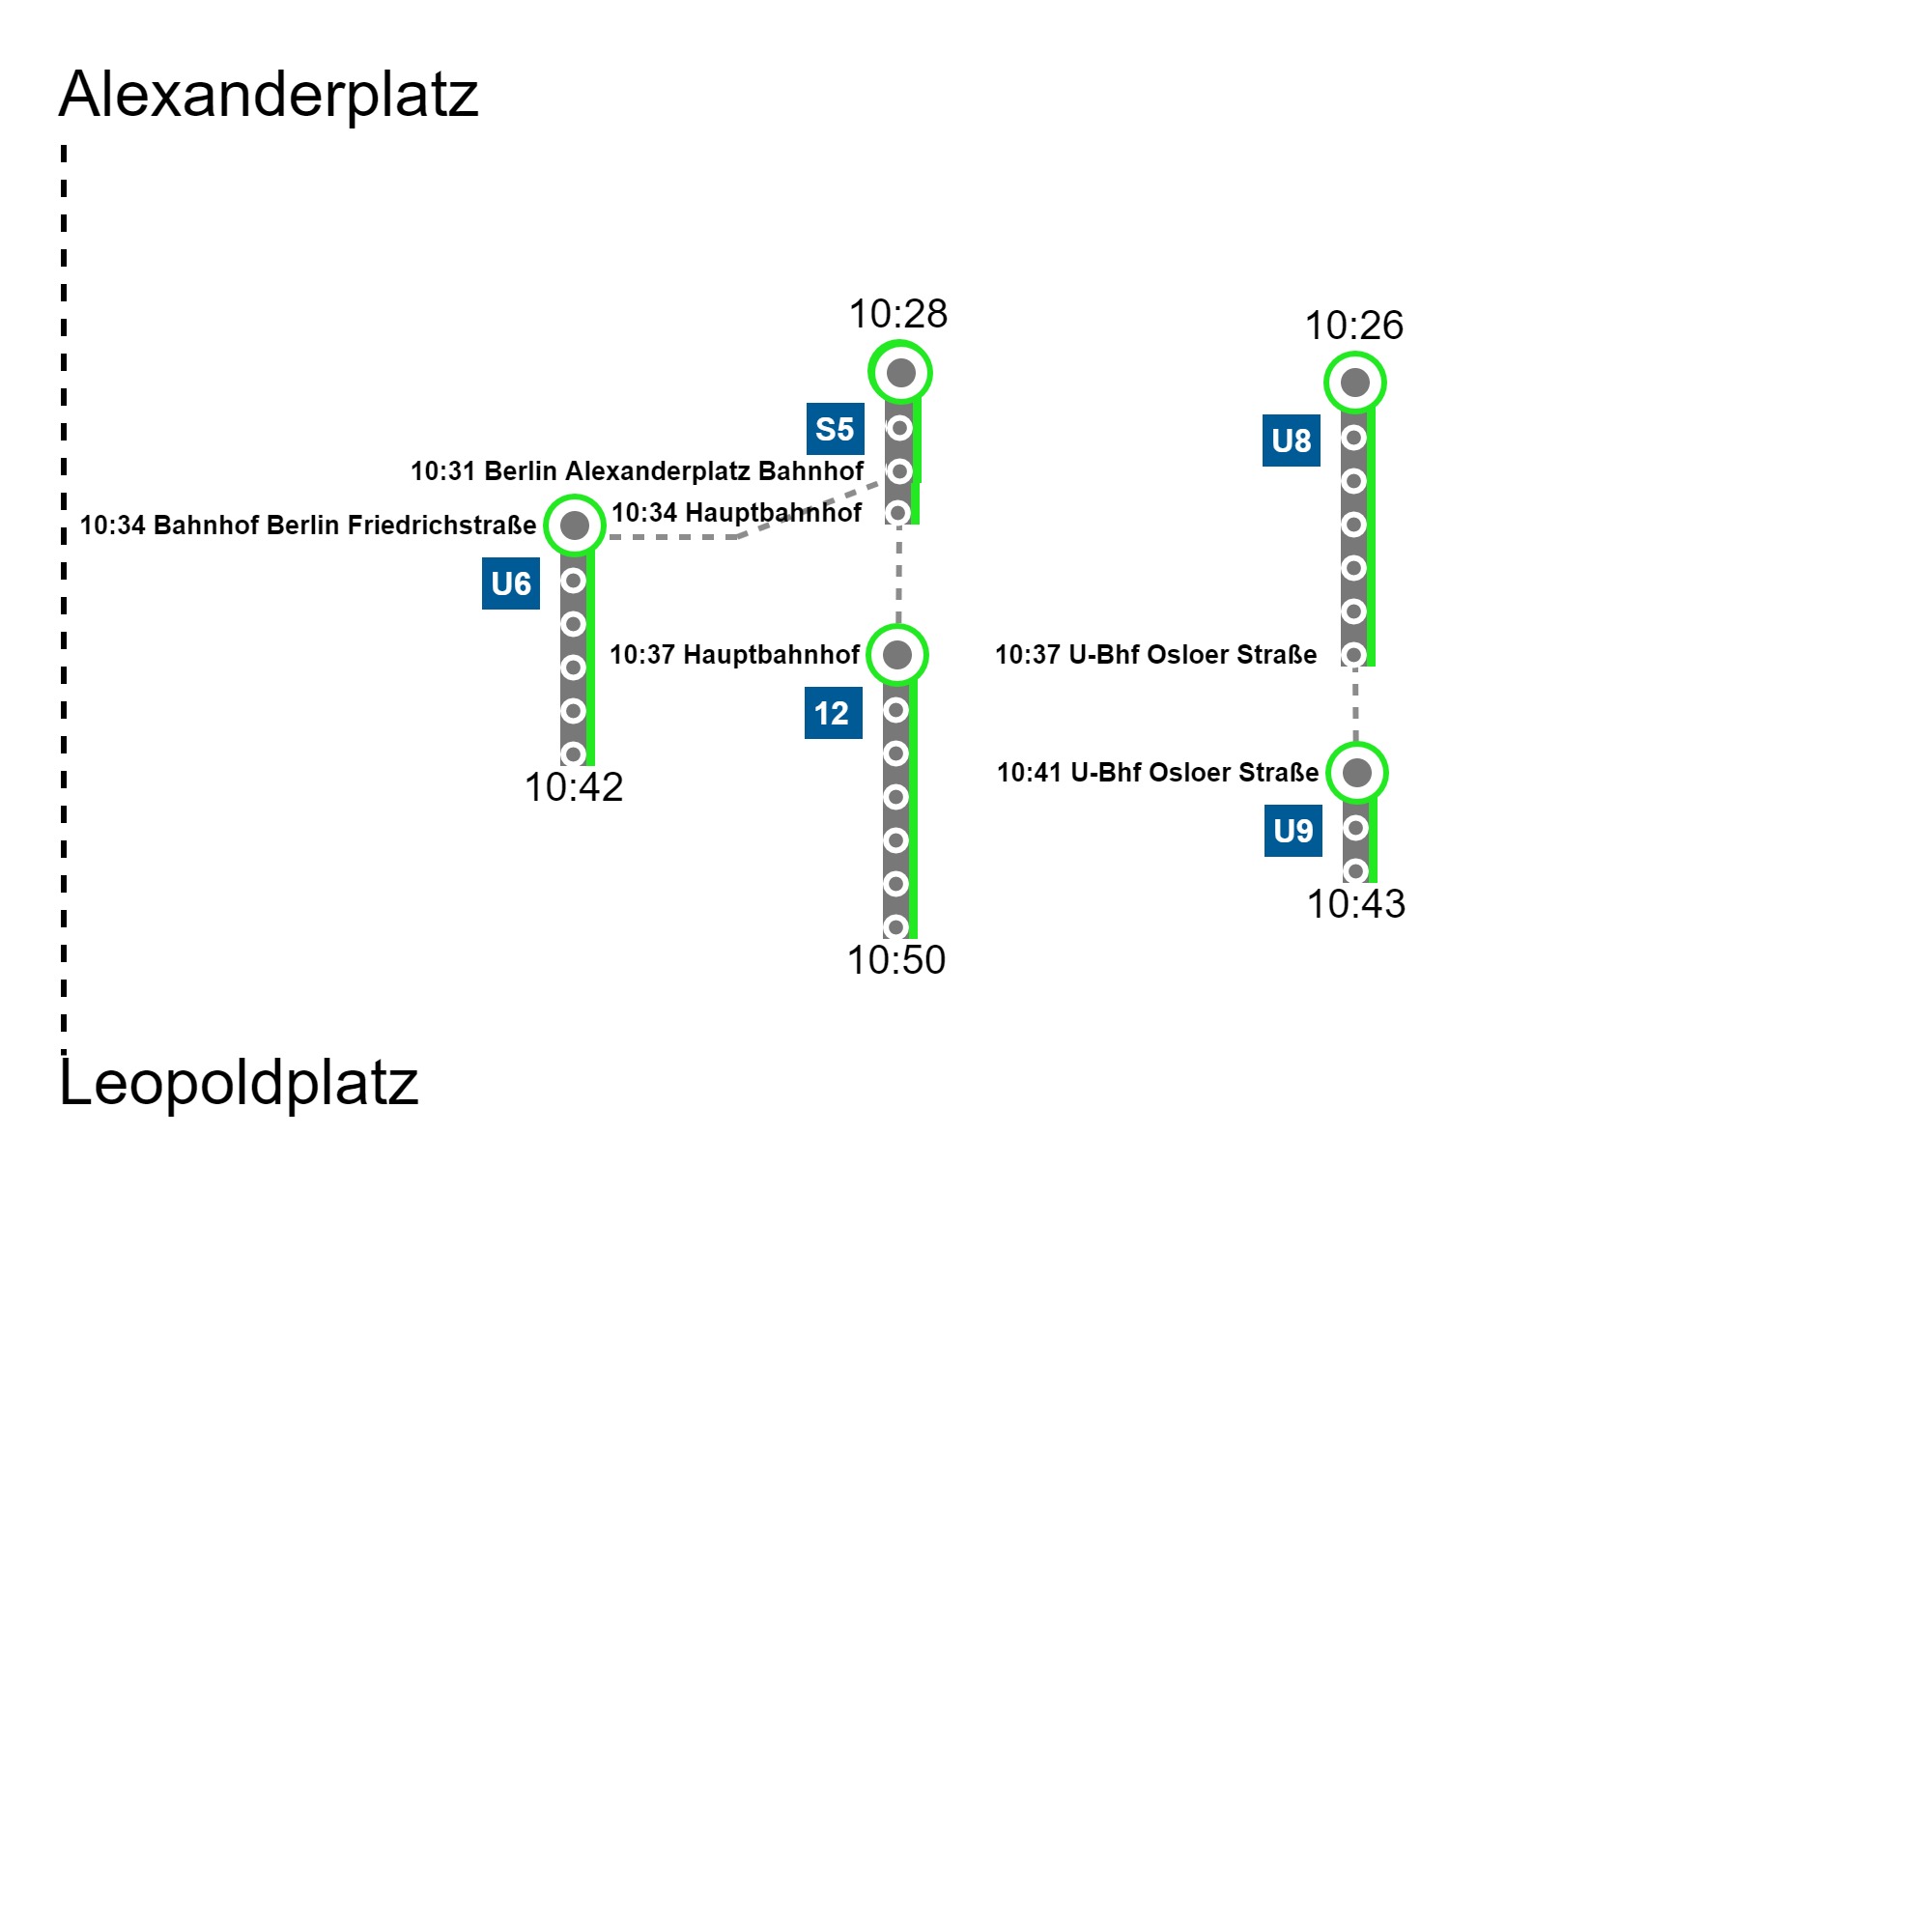 Alexanderplatz
10:28
10:26
S5
U8
10:31 Berlin Alexanderplatz Bahnhof
10:34 Hauptbahnhof
10:34 Bahnhof Berlin Friedrichstraße
U6
10:37 Hauptbahnhof
10:37 U-Bhf Osloer Straße
12
10:41 U-Bhf Osloer Straße
10:42
U9
10:43
10:50
Leopoldplatz